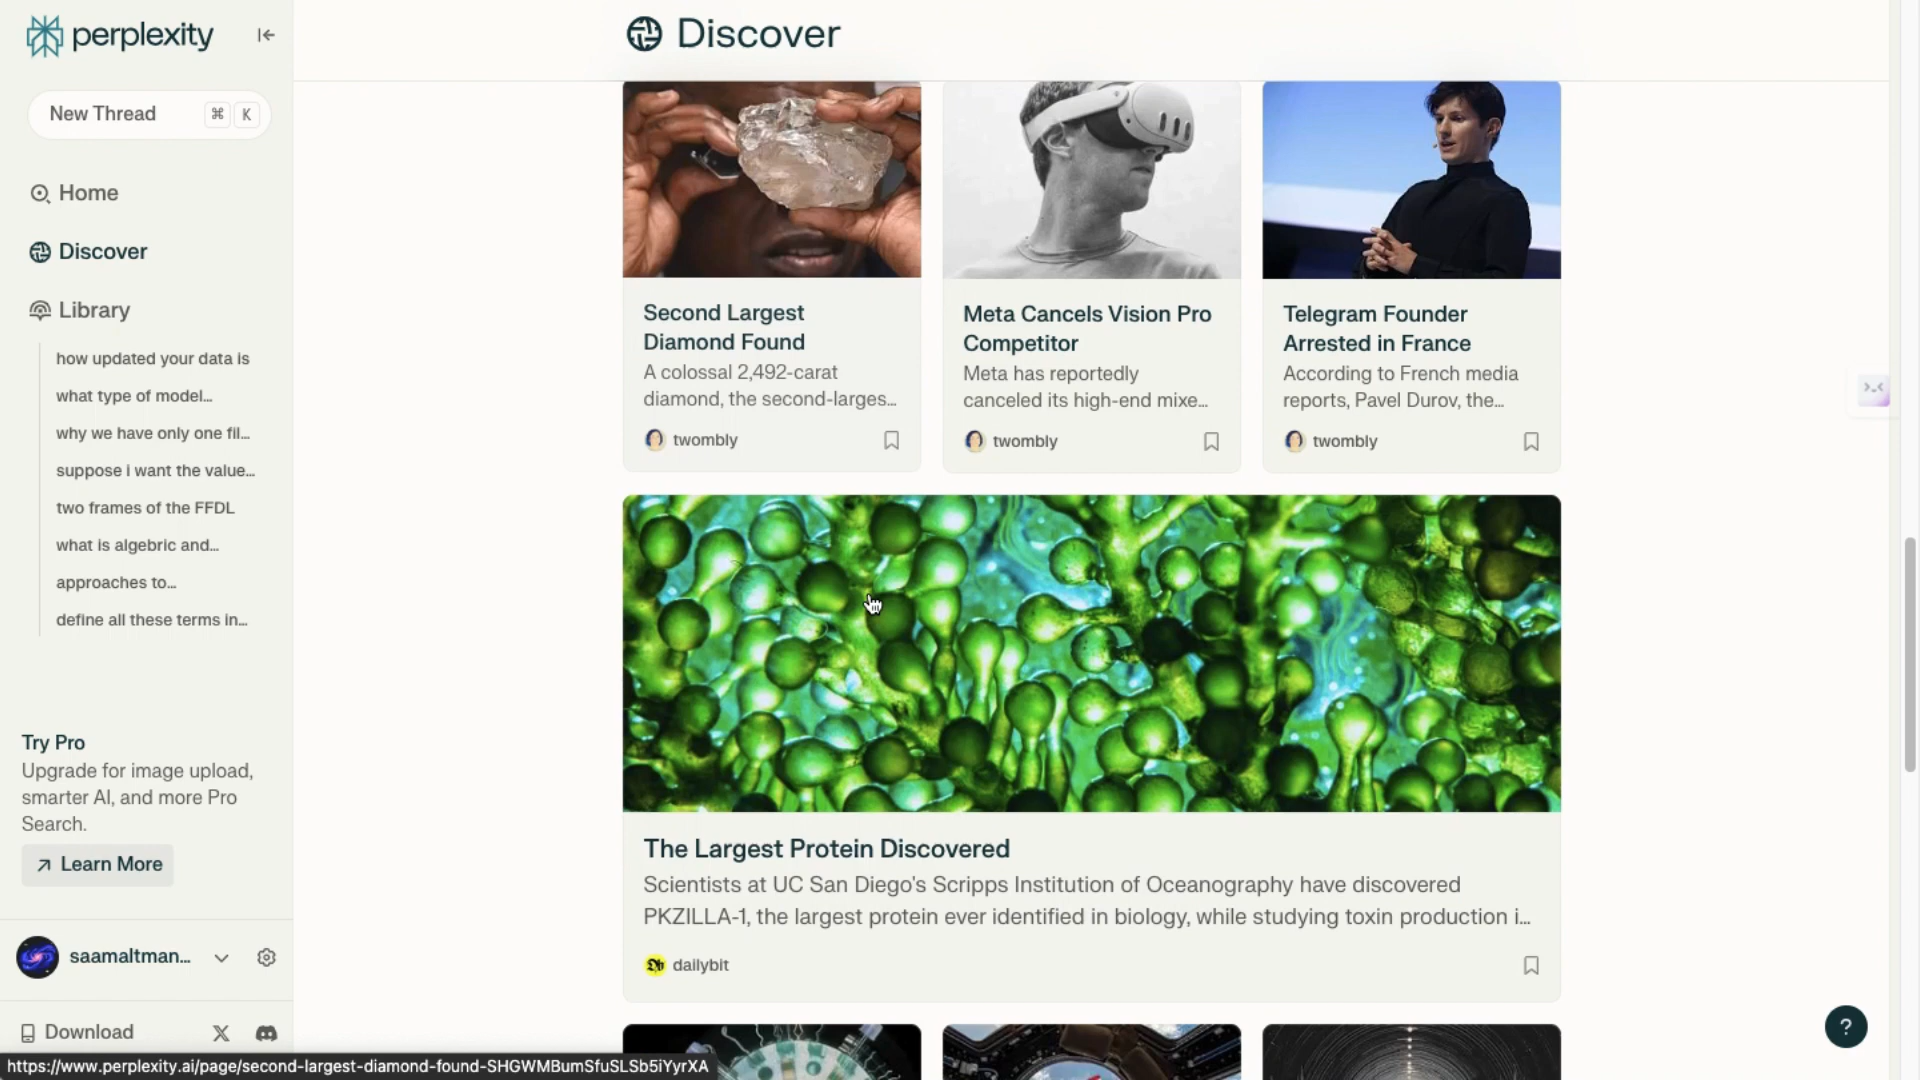 perplexity
New Thread
⌘ K
Home
Discover
Library
how updated your data is
what type of model...
why we have only one fil...
suppose i want the value...
two frames of the FFDL
what is algebric and...
approaches to...
define all these terms in...
Try Pro
Upgrade for image upload,
smarter AI, and more Pro
Search.
Learn More
saamaltman...
Download
Discover
Second Largest
Diamond Found
A colossal 2,492-carat
diamond, the second-larges...
twombly
Meta Cancels Vision Pro
Competitor
Meta has reportedly
canceled its high-end mixe...
twombly
Telegram Founder
Arrested in France
According to French media
reports, Pavel Durov, the...
twombly
The Largest Protein Discovered
Scientists at UC San Diego's Scripps Institution of Oceanography have discovered
PKZILLA-1, the largest protein ever identified in biology, while studying toxin production i...
Db
dailybit
?
https://www.perplexity.ai/page/second-largest-diamond-found-SHGWMBumSfuSLSb5iYyrXA